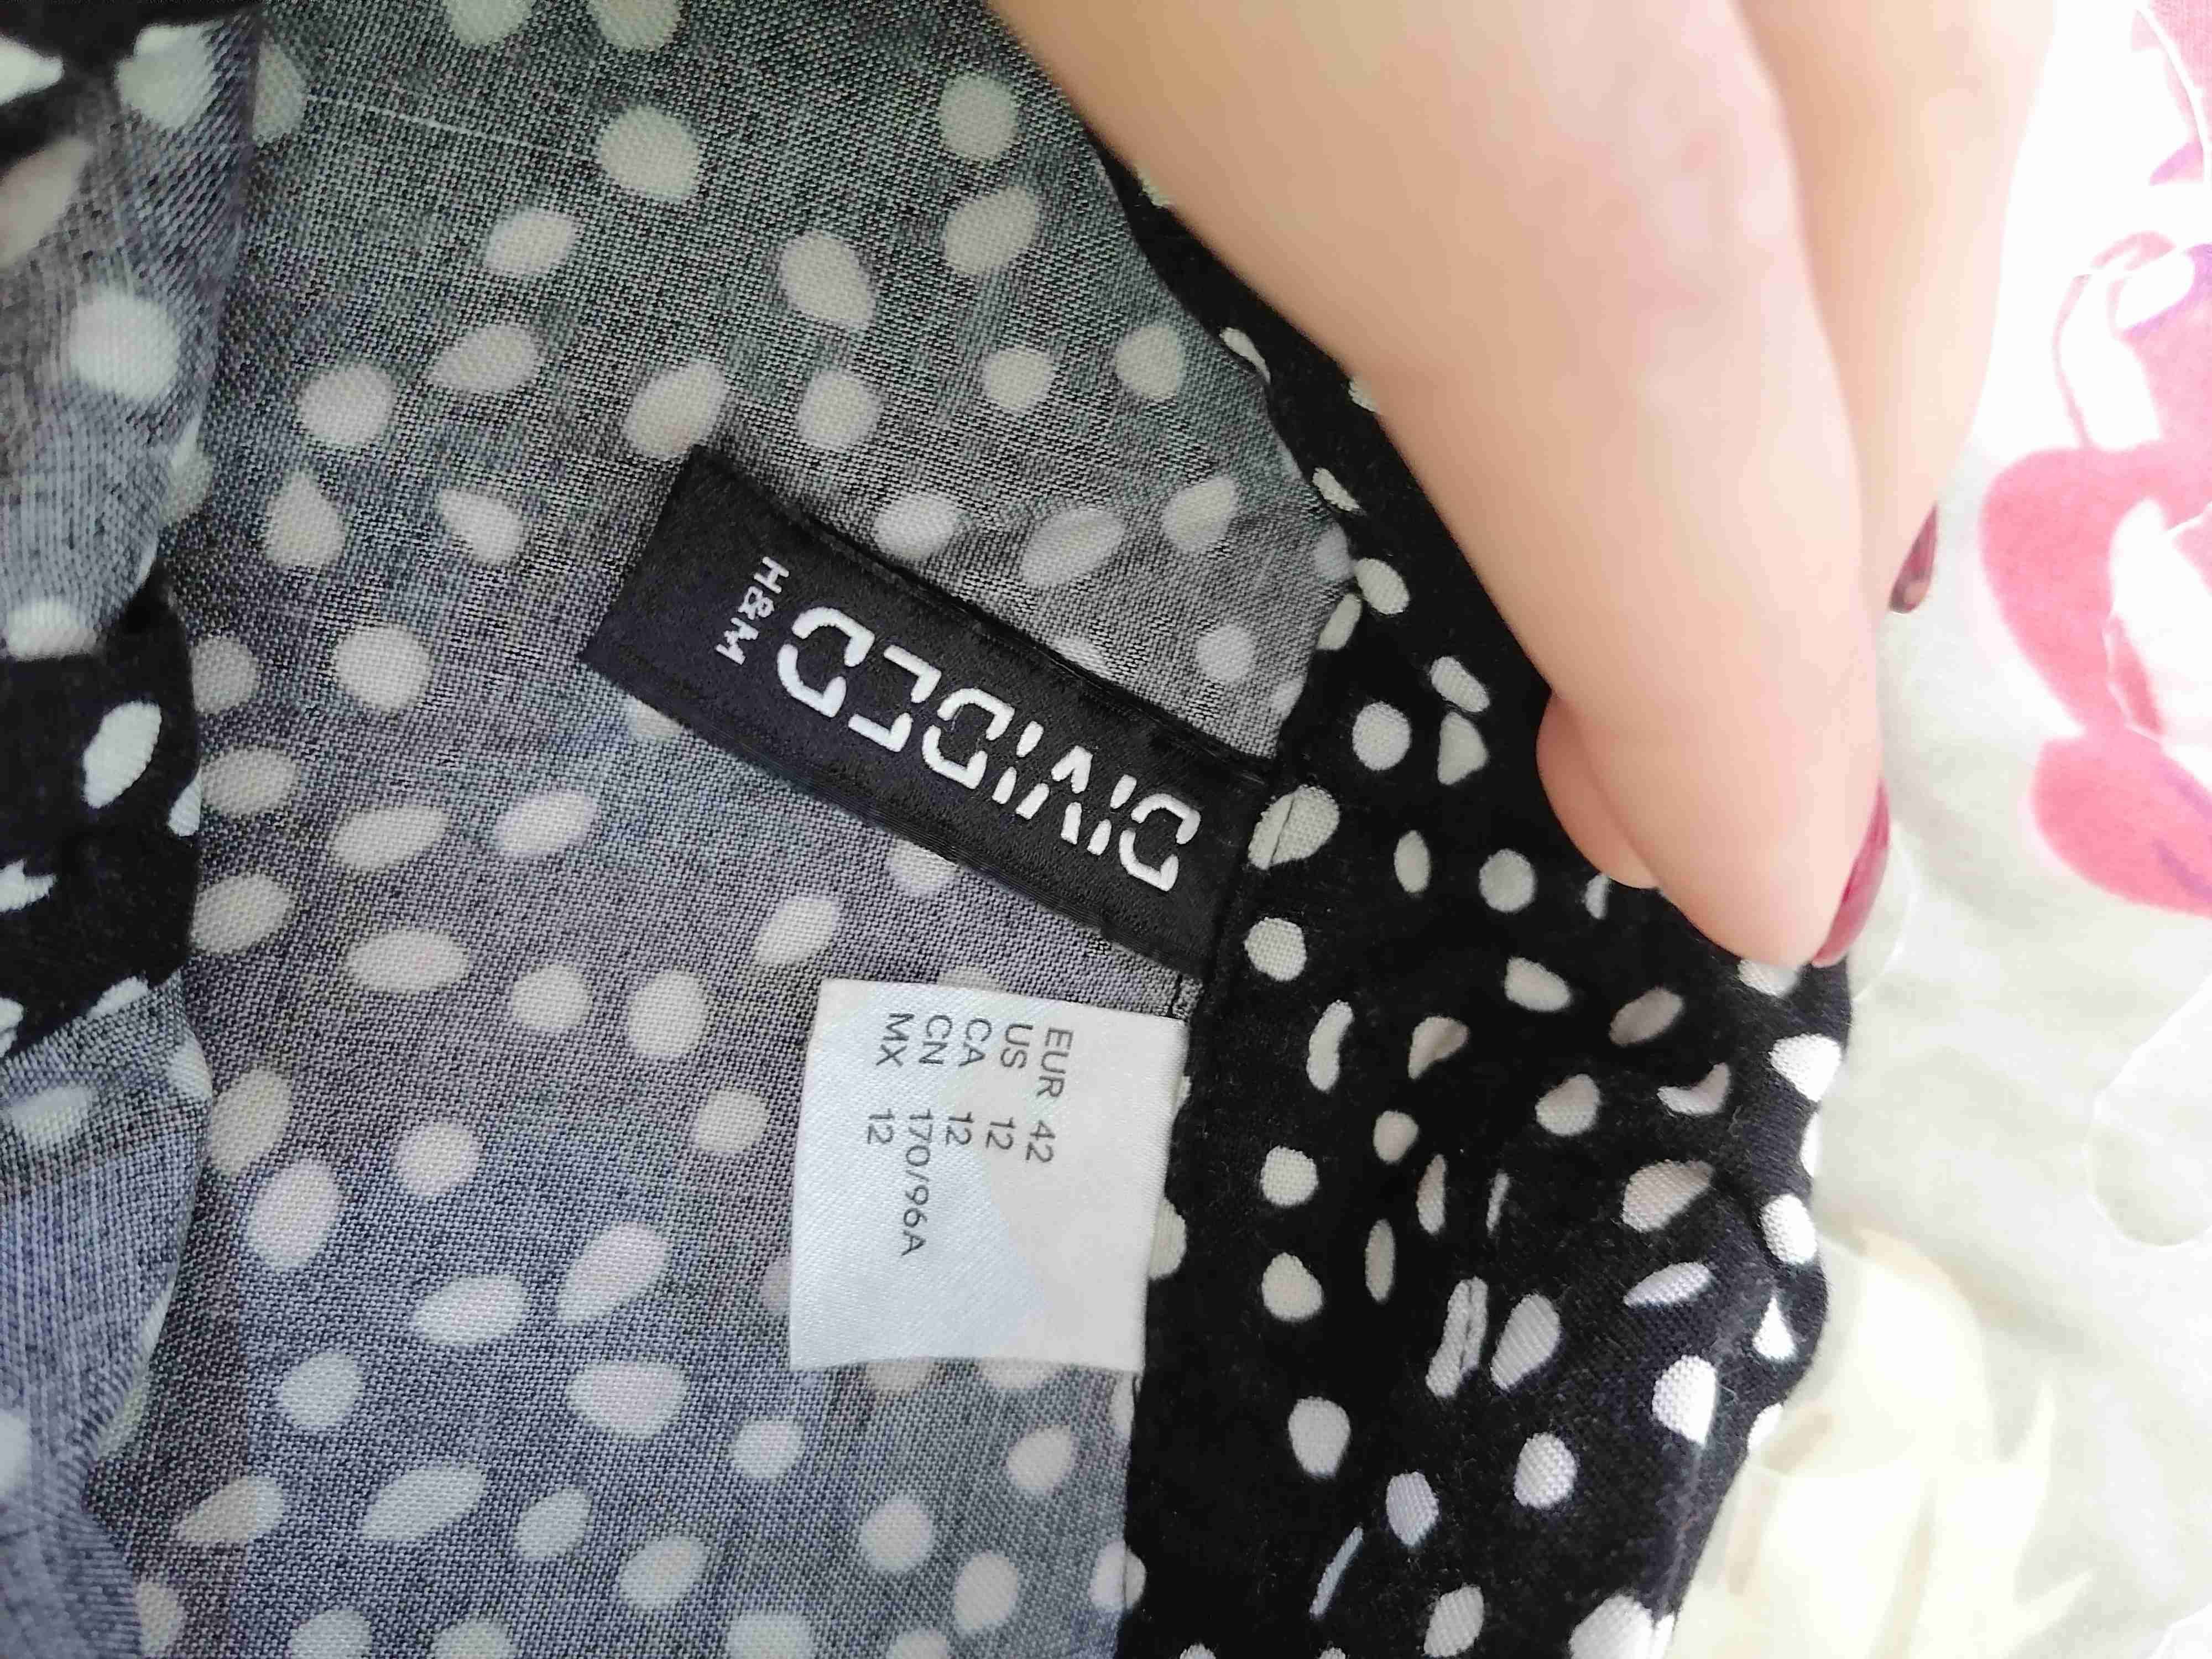 DIVIDED
H&M
EUR 42
US 12
CA 12
CN 170/96A
MX 12